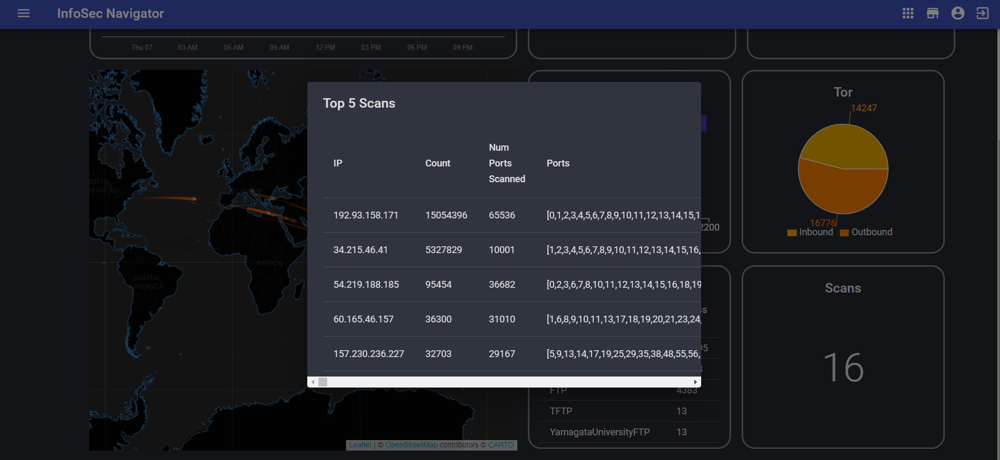 InfoSec Navigator
Thu 07 03 AM 06 AM 09 AM 12 PM 03 PM 06 PM 09 PM
EUROPE
Atlantic
Ocean
AFRICA
SOUTH
AMERICA
Leaflet | © OpenStreetMap contributors © CARTO
Top 5 Scans
IP Count Num Ports Scanned Ports
192.93.158.171 15054396 65536 [0,1,2,3,4,5,6,7,8,9,10,11,12,13,14,15,1
34.215.46.41 5327829 10001 [1,2,3,4,5,6,7,8,9,10,11,12,13,14,15,16,
54.219.188.185 95454 36682 [0,2,3,6,7,8,10,11,12,13,14,15,16,18,19
60.165.46.157 36300 31010 [1,6,8,9,10,11,13,17,18,19,20,21,23,24,
157.230.236.227 32703 29167 [5,9,13,14,17,19,25,29,35,38,48,55,56,
2200
FTP 4383
TFTP 13
YamagataUniversityFTP 13
Tor
14247
16776
Inbound Outbound
Scans
16